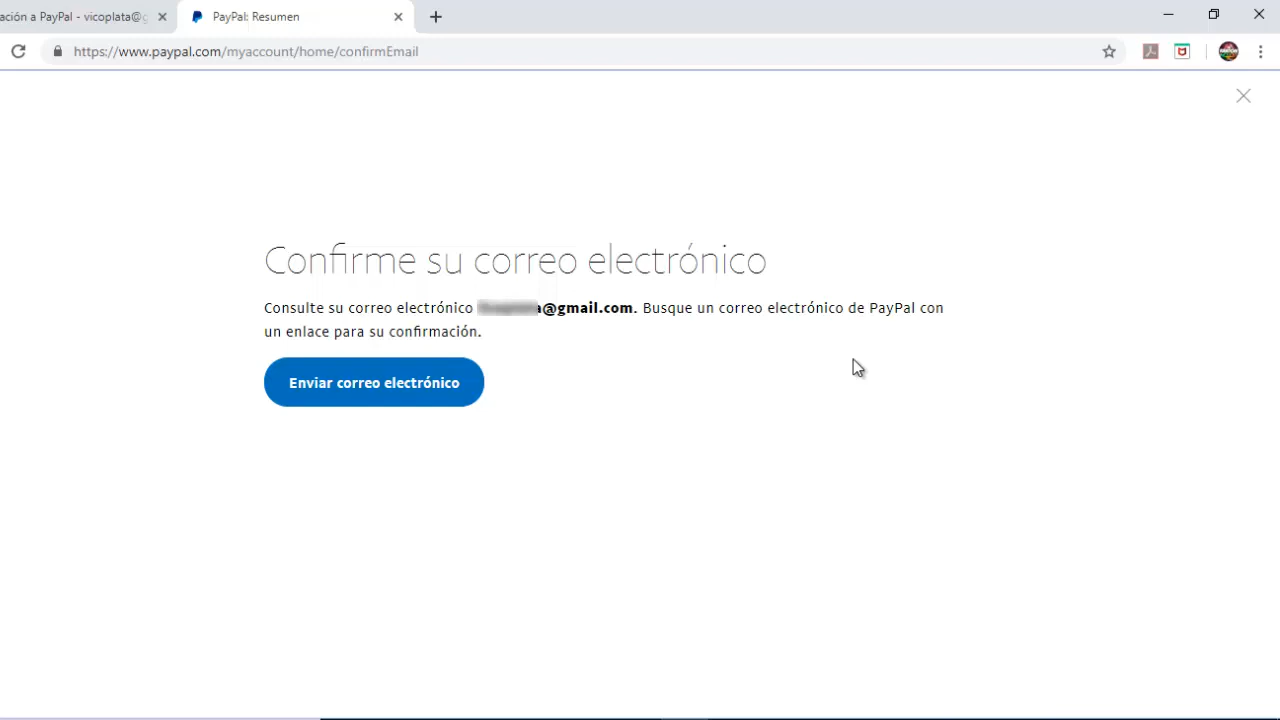 ación a PayPal - vicoplata@g
PayPal: Resumen
https://www.paypal.com/myaccount/home/confirmEmail
Confirme su correo electrónico
Consulte su correo electrónico a@gmail.com. Busque un correo electrónico de PayPal con
un enlace para su confirmación.
Enviar correo electrónico